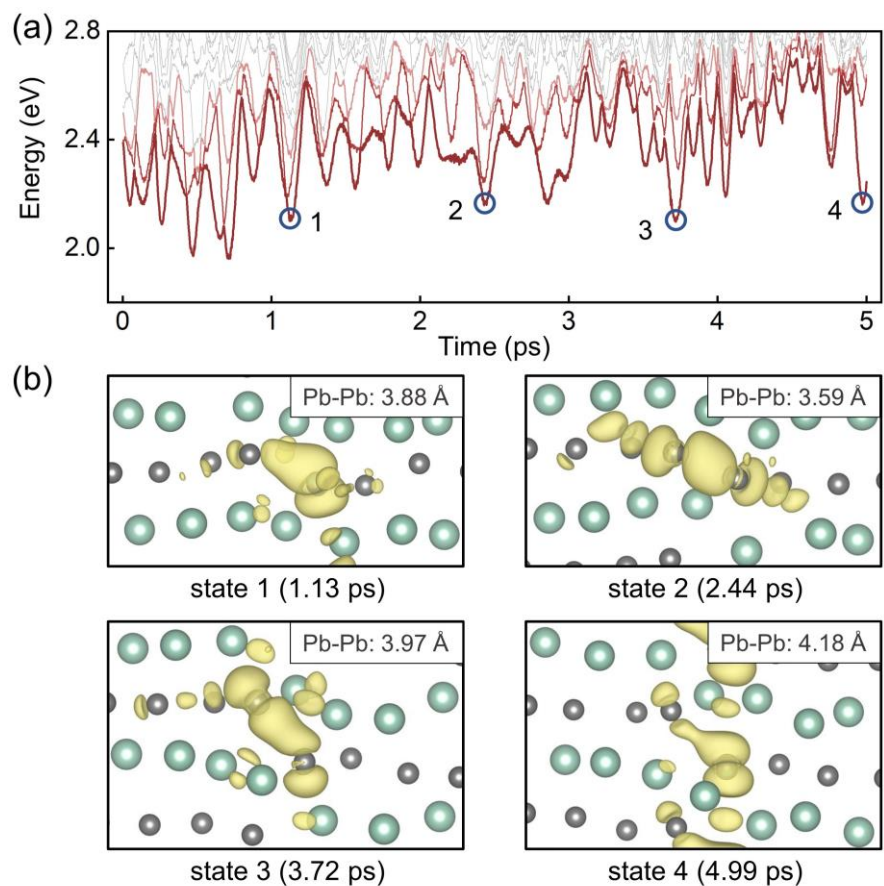 (a)
Energy (eV)
2.8
2.4
2.0
1
2
3
4
0 1 2 3 4 5
Time (ps)
(b)
Pb-Pb: 3.88 Å
Pb-Pb: 3.59 Å
state 1 (1.13 ps)
state 2 (2.44 ps)
Pb-Pb: 3.97 Å
Pb-Pb: 4.18 Å
state 3 (3.72 ps)
state 4 (4.99 ps)